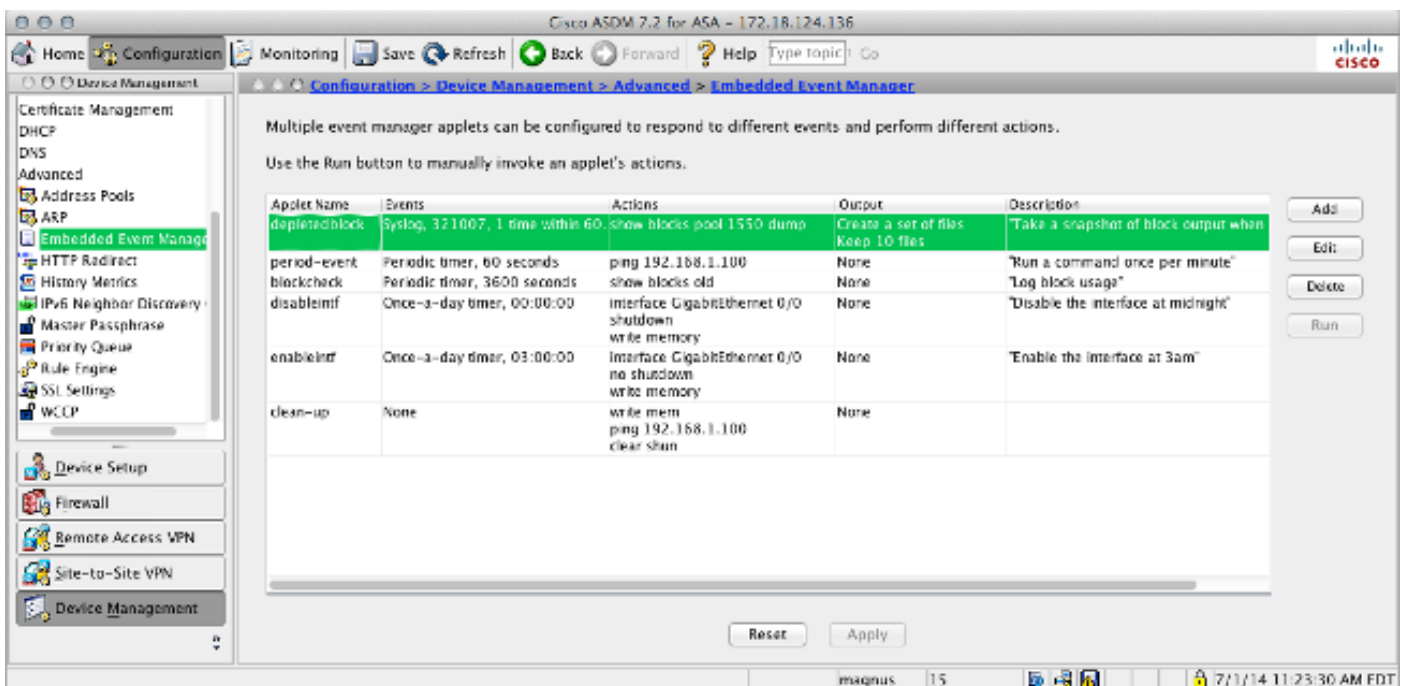 Cisco ASDM 7.2 for ASA - 172.18.124.136
Home Configuration Monitoring Save Refresh Back Forward Help Type topic Go
cisco
Device Management
Configuration > Device Management > Advanced > Embedded Event Manager
Certificate Management
DHCP
DNS
Advanced
Address Pools
ARP
Embedded Event Manage
HTTP Redirect
History Metrics
IPv6 Neighbor Discovery
Master Passphrase
Priority Queue
Rule Engine
SSL Settings
WCCP
Device Setup
Firewall
Remote Access VPN
Site-to-Site VPN
Device Management
Multiple event manager applets can be configured to respond to different events and perform different actions.
Use the Run button to manually invoke an applet's actions.
Applet Name Events Actions Output Description
depletedblock Syslog, 321007, 1 time within 60. show blocks pool 1550 dump Create a set of files "Take a snapshot of block output when
Keep 10 files
period-event Periodic timer, 60 seconds ping 192.168.1.100 None "Run a command once per minute"
blockcheck Periodic timer, 3600 seconds show blocks old None "Log block usage"
disableintf Once-a-day timer, 00:00:00 interface GigabitEthernet 0/0 None "Disable the interface at midnight"
shutdown
write memory
enableintf Once-a-day timer, 03:00:00 interface GigabitEthernet 0/0 None "Enable the interface at 3am"
no shutdown
write memory
clean-up None write mem None
ping 192.168.1.100
clear shun
Add
Edit
Delete
Run
Reset Apply
magnus 15 7/1/14 11:23:30 AM EDT